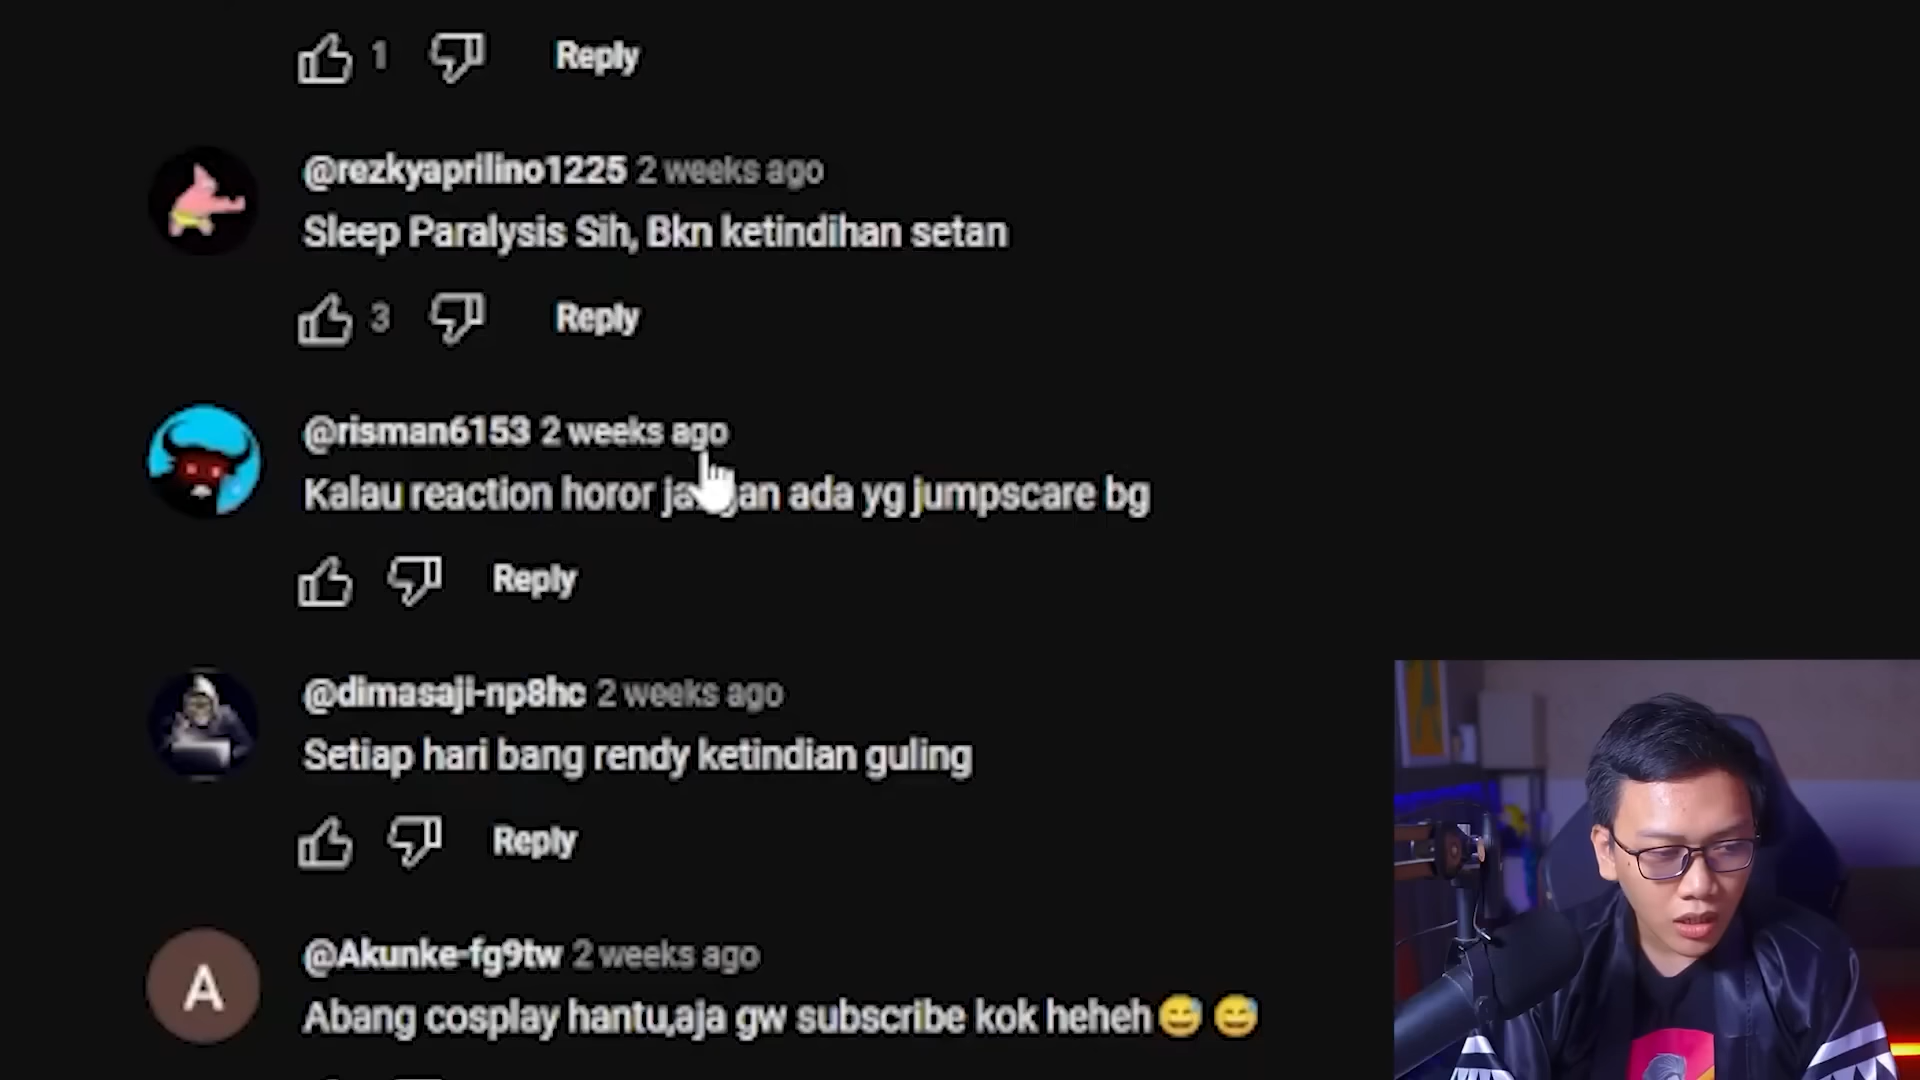 1 Reply
@rezkyaprilino1225 2 weeks ago
Sleep Paralysis Sih, Bkn ketindihan setan
3 Reply
@risman6153 2 weeks ago
Kalau reaction horor ja gan ada yg jumpscare bg
Reply
@dimasaji-np8hc 2 weeks ago
Setiap hari bang rendy ketindian guling
Reply
A
@Akunke-fg9tw 2 weeks ago
Abang cosplay hantu,aja gw subscribe kok heheh😅 😅